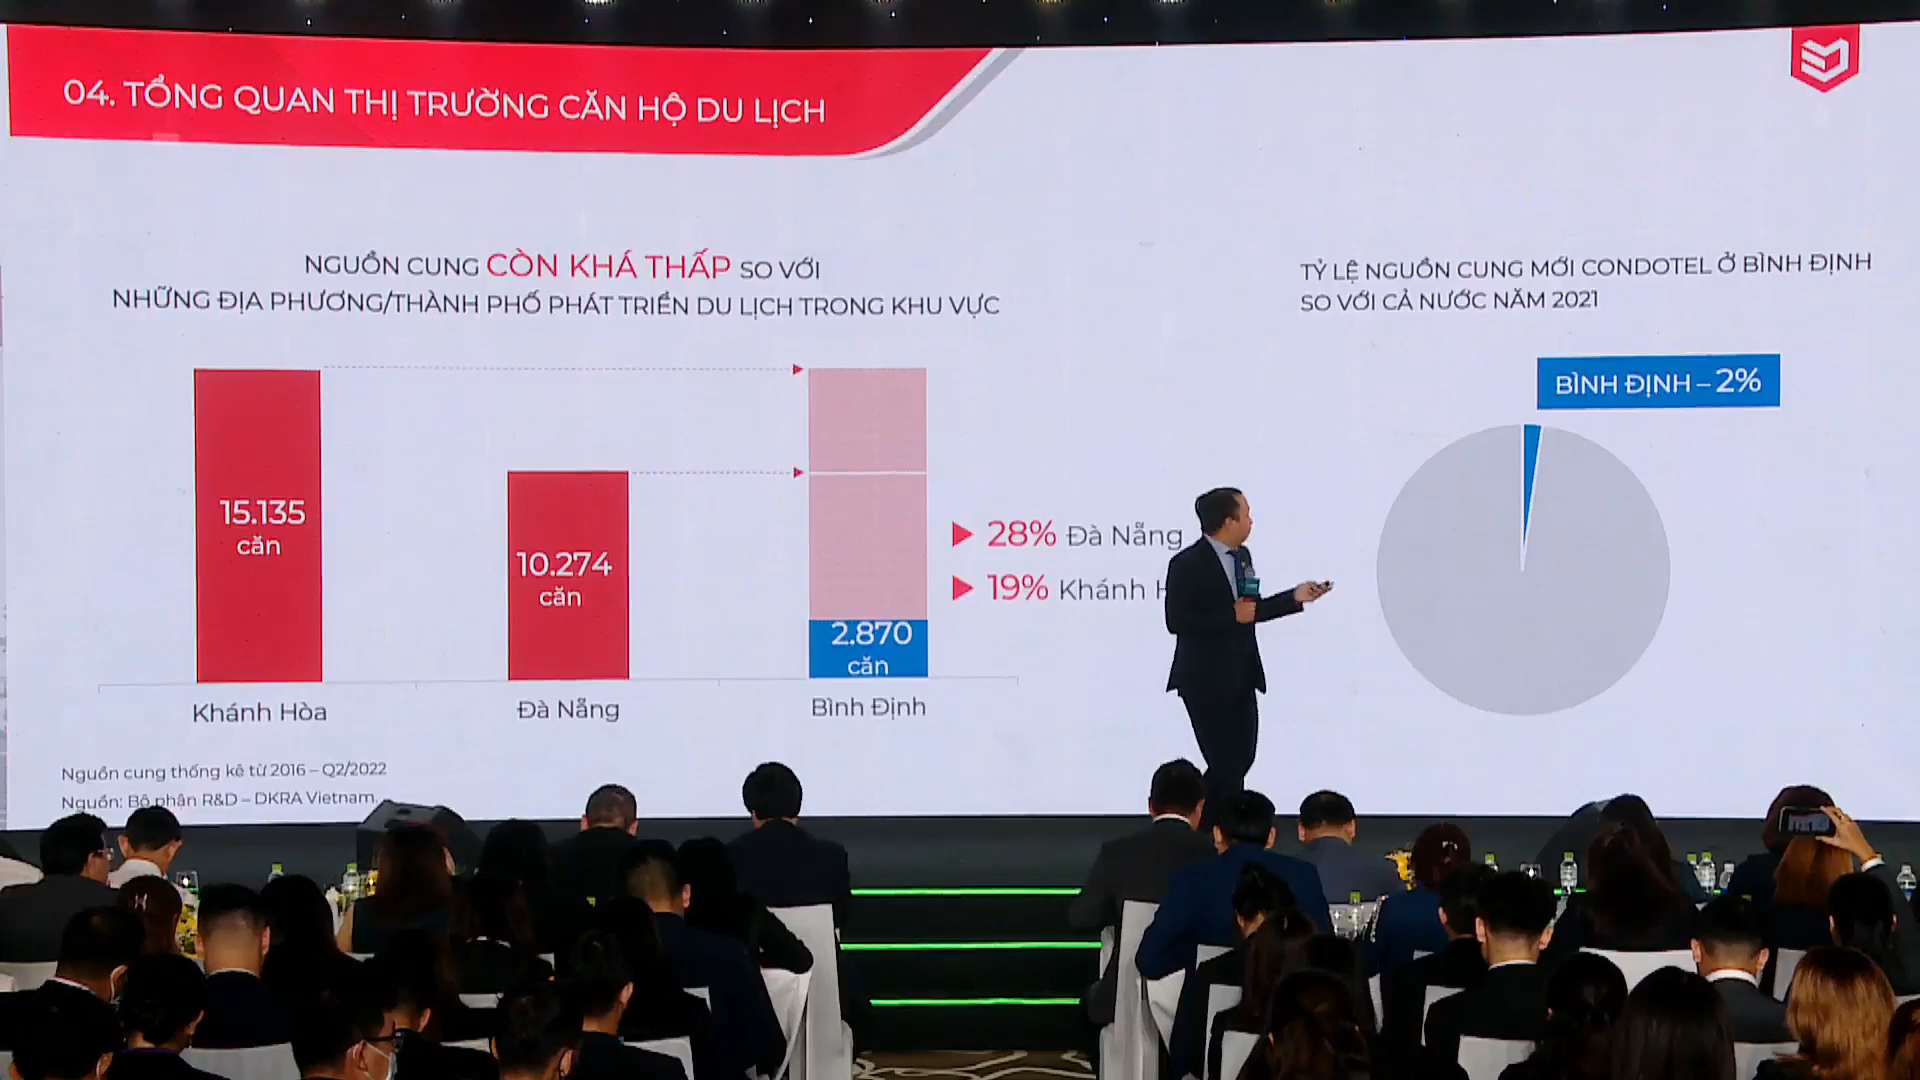 04. TỔNG QUAN THỊ TRƯỜNG CĂN HỘ DU LỊCH
NGUỒN CUNG CÒN KHÁ THẤP SO VỚI
NHỮNG ĐỊA PHƯƠNG/THÀNH PHỐ PHÁT TRIỂN DU LỊCH TRONG KHU VỰC
15.135
căn
10.274
căn
2.870
căn
28% Đà Nẵng
19% Khánh
Khánh Hòa
Đà Nẵng
Bình Định
Nguồn cung thống kê từ 2016 – Q2/2022
Nguồn: Bộ phận R&D – DKRA Vietnam.
TỶ LỆ NGUỒN CUNG MỚI CONDOTEL Ở BÌNH ĐỊNH
SO VỚI CẢ NƯỚC NĂM 2021
BÌNH ĐỊNH – 2%